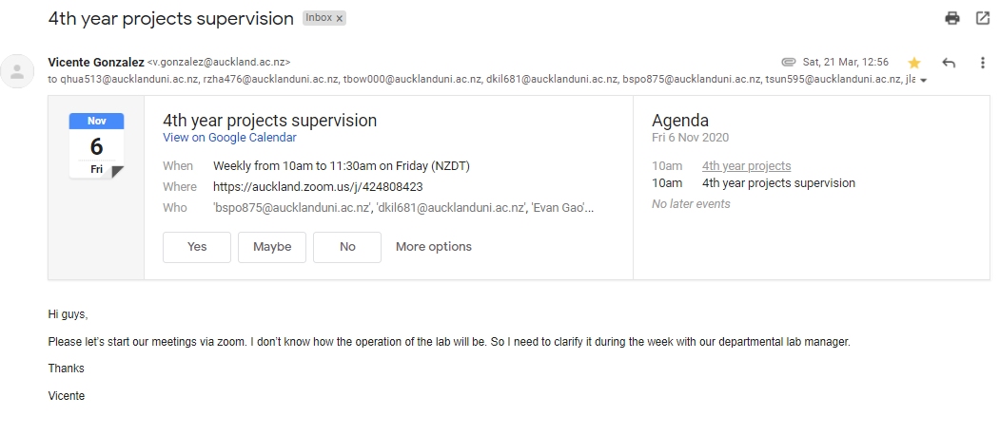 4th year projects supervision Inbox x
Vicente Gonzalez <v.gonzalez@auckland.ac.nz> Sat, 21 Mar, 12:56
to qhua513@aucklanduni.ac.nz, rzha476@aucklanduni.ac.nz, tbow000@aucklanduni.ac.nz, dkil681@aucklanduni.ac.nz, bspo875@aucklanduni.ac.nz, tsun595@aucklanduni.ac.nz, jla
Nov
6
Fri
4th year projects supervision
View on Google Calendar
When Weekly from 10am to 11:30am on Friday (NZDT)
Where https://auckland.zoom.us/j/424808423
Who 'bspo875@aucklanduni.ac.nz', 'dkil681@aucklanduni.ac.nz', 'Evan Gao'...
Yes Maybe No More options
Agenda
Fri 6 Nov 2020
10am 4th year projects
10am 4th year projects supervision
No later events
Hi guys,
Please let's start our meetings via zoom. I don't know how the operation of the lab will be. So I need to clarify it during the week with our departmental lab manager.
Thanks
Vicente